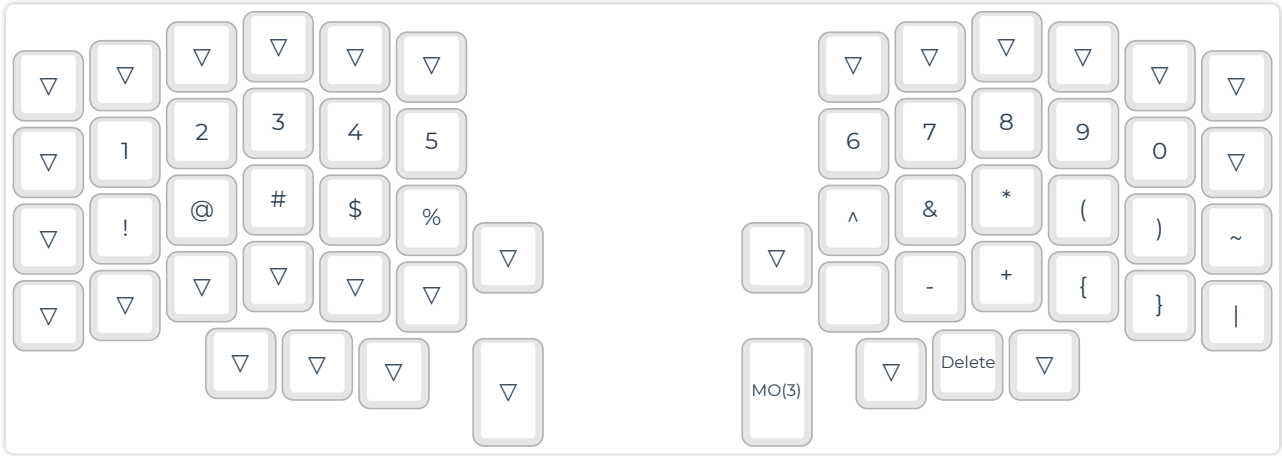 ▽ ▽ ▽ ▽ ▽ ▽ ▽ ▽ ▽ ▽ ▽ ▽
▽ 1 2 3 4 5 6 7 8 9 0 ▽
▽ ! @ # $ % ^ & * ( ) ~
▽ ▽ ▽ ▽ ▽ ▽ ▽ ▽ - + { } |
▽ ▽ ▽ ▽ MO(3) ▽ Delete ▽